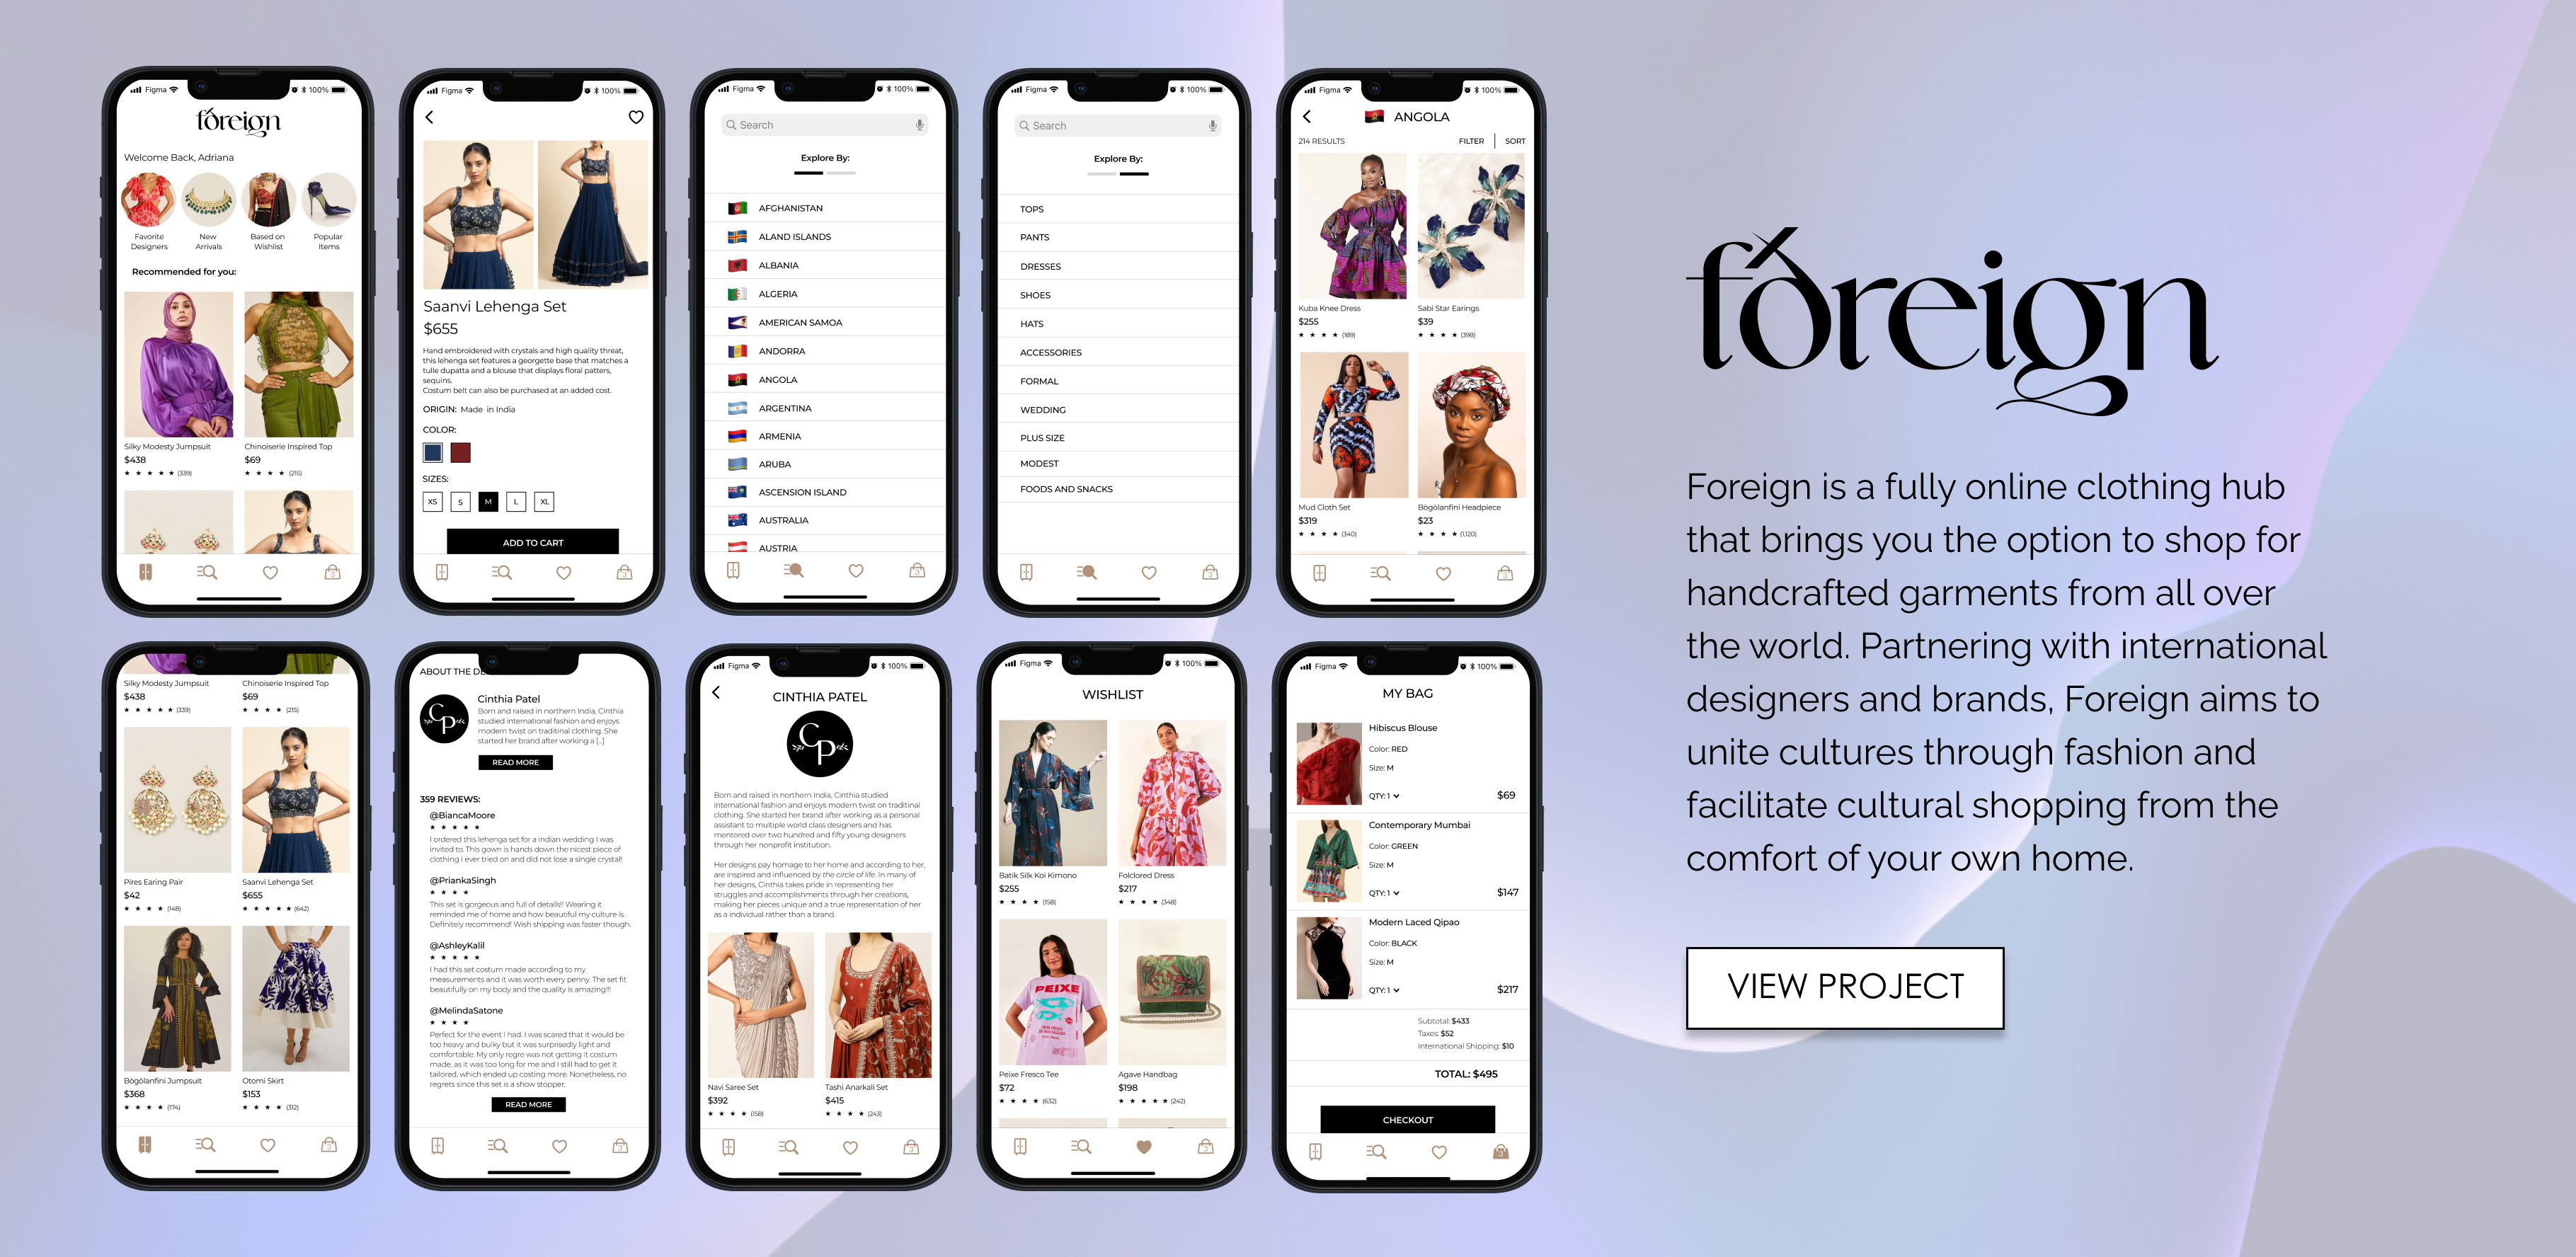 Figma 100%
foreign
Welcome Back, Adriana
Favorite
Designers
New
Arrivals
Based on
Wishlist
Popular
Items
Recommended for you:
Silky Modesty Jumpsuit
$438
★ ★ ★ ★ ★ (339)
Chinoiserie Inspired Top
$69
★ ★ ★ ★ (215)
3
Figma 100%
Saanvi Lehenga Set
$655
Hand embroidered with crystals and high quality threat,
this lehenga set features a georgette base that matches a
tulle dupatta and a blouse that displays floral patters,
sequins.
Costum belt can also be purchased at an added cost.
ORIGIN: Made in India
COLOR:
SIZES:
XS S M L XL
ADD TO CART
3
Figma 100%
Search
Explore By:
AFGHANISTAN
ALAND ISLANDS
ALBANIA
ALGERIA
AMERICAN SAMOA
ANDORRA
ANGOLA
ARGENTINA
ARMENIA
ARUBA
ASCENSION ISLAND
AUSTRALIA
AUSTRIA
3
Figma 100%
Search
Explore By:
TOPS
PANTS
DRESSES
SHOES
HATS
ACCESSORIES
FORMAL
WEDDING
PLUS SIZE
MODEST
FOODS AND SNACKS
3
Figma 100%
ANGOLA
214 RESULTS FILTER SORT
Kuba Knee Dress
$255
★ ★ ★ ★ (189)
Sabi Star Earings
$39
★ ★ ★ ★ (398)
Mud Cloth Set
$319
★ ★ ★ ★ (340)
Bògòlanfini Headpiece
$23
★ ★ ★ ★ (1,120)
3
Silky Modesty Jumpsuit
$438
★ ★ ★ ★ ★ (339)
Chinoiserie Inspired Top
$69
★ ★ ★ ★ (215)
Pires Earing Pair
$42
★ ★ ★ ★ (148)
Saanvi Lehenga Set
$655
★ ★ ★ ★ ★ (642)
Bògòlanfini Jumpsuit
$368
★ ★ ★ ★ (174)
Otomi Skirt
$153
★ ★ ★ ★ (312)
3
ABOUT THE DE
CP
Cinthia Patel
Born and raised in northern India, Cinthia
studied international fashion and enjoys
modern twist on traditinal clothing. She
started her brand after working a [..]
READ MORE
359 REVIEWS:
@BiancaMoore
★ ★ ★ ★ ★
I ordered this lehenga set for a indian wedding I was
invited to. This gown is hands down the nicest piece of
clothing I ever tried on and did not lose a single crystal!
@PriankaSingh
★ ★ ★ ★
This set is gorgeous and full of details!! Wearing it
reminded me of home and how beautiful my culture is.
Definitely recommend! Wish shipping was faster though.
@AshleyKalil
★ ★ ★ ★ ★
I had this set costum made according to my
measurements and it was worth every penny. The set fit
beautifully on my body and the quality is amazing!!!
@MelindaSatone
★ ★ ★ ★
Perfect for the event I had. I was scared that it would be
too heavy and bulky but it was surprisedly light and
comfortable. My only regre was not getting it costum
made, as it was too long for me and I still had to get it
tailored, which ended up costing more. Nonetheless, no
regrets since this set is a show stopper.
READ MORE
3
Figma 100%
CINTHIA PATEL
CP
Born and raised in northern India, Cinthia studied
international fashion and enjoys modern twist on traditinal
clothing. She started her brand after working as a personal
assistant to multiple world class designers and has
mentored over two hundred and fifty young designers
through her nonprofit institution.
Her designs pay homage to her home and according to her,
are inspired and influenced by the circle of life. In many of
her designs, Cinthia takes pride in representing her
struggles and accomplishments through her creations,
making her pieces unique and a true representation of her
as a individual rather than a brand.
Navi Saree Set
$392
★ ★ ★ ★ (158)
Tashi Anarkali Set
$415
★ ★ ★ ★ (243)
3
Figma 100%
WISHLIST
Batik Silk Koi Kimono
$255
★ ★ ★ ★ (158)
Folclored Dress
$217
★ ★ ★ ★ (348)
PEIXE
Peixe Fresco Tee
$72
★ ★ ★ ★ (632)
Agave Handbag
$198
★ ★ ★ ★ ★ (242)
3
Figma 100%
MY BAG
Hibiscus Blouse
Color: RED
Size: M
QTY: 1 $69
Contemporary Mumbai
Color: GREEN
Size: M
QTY: 1 $147
Modern Laced Qipao
Color: BLACK
Size: M
QTY: 1 $217
Subtotal: $433
Taxes: $52
International Shipping: $10
TOTAL: $495
CHECKOUT
3
foreign
Foreign is a fully online clothing hub
that brings you the option to shop for
handcrafted garments from all over
the world. Partnering with international
designers and brands, Foreign aims to
unite cultures through fashion and
facilitate cultural shopping from the
comfort of your own home.
VIEW PROJECT